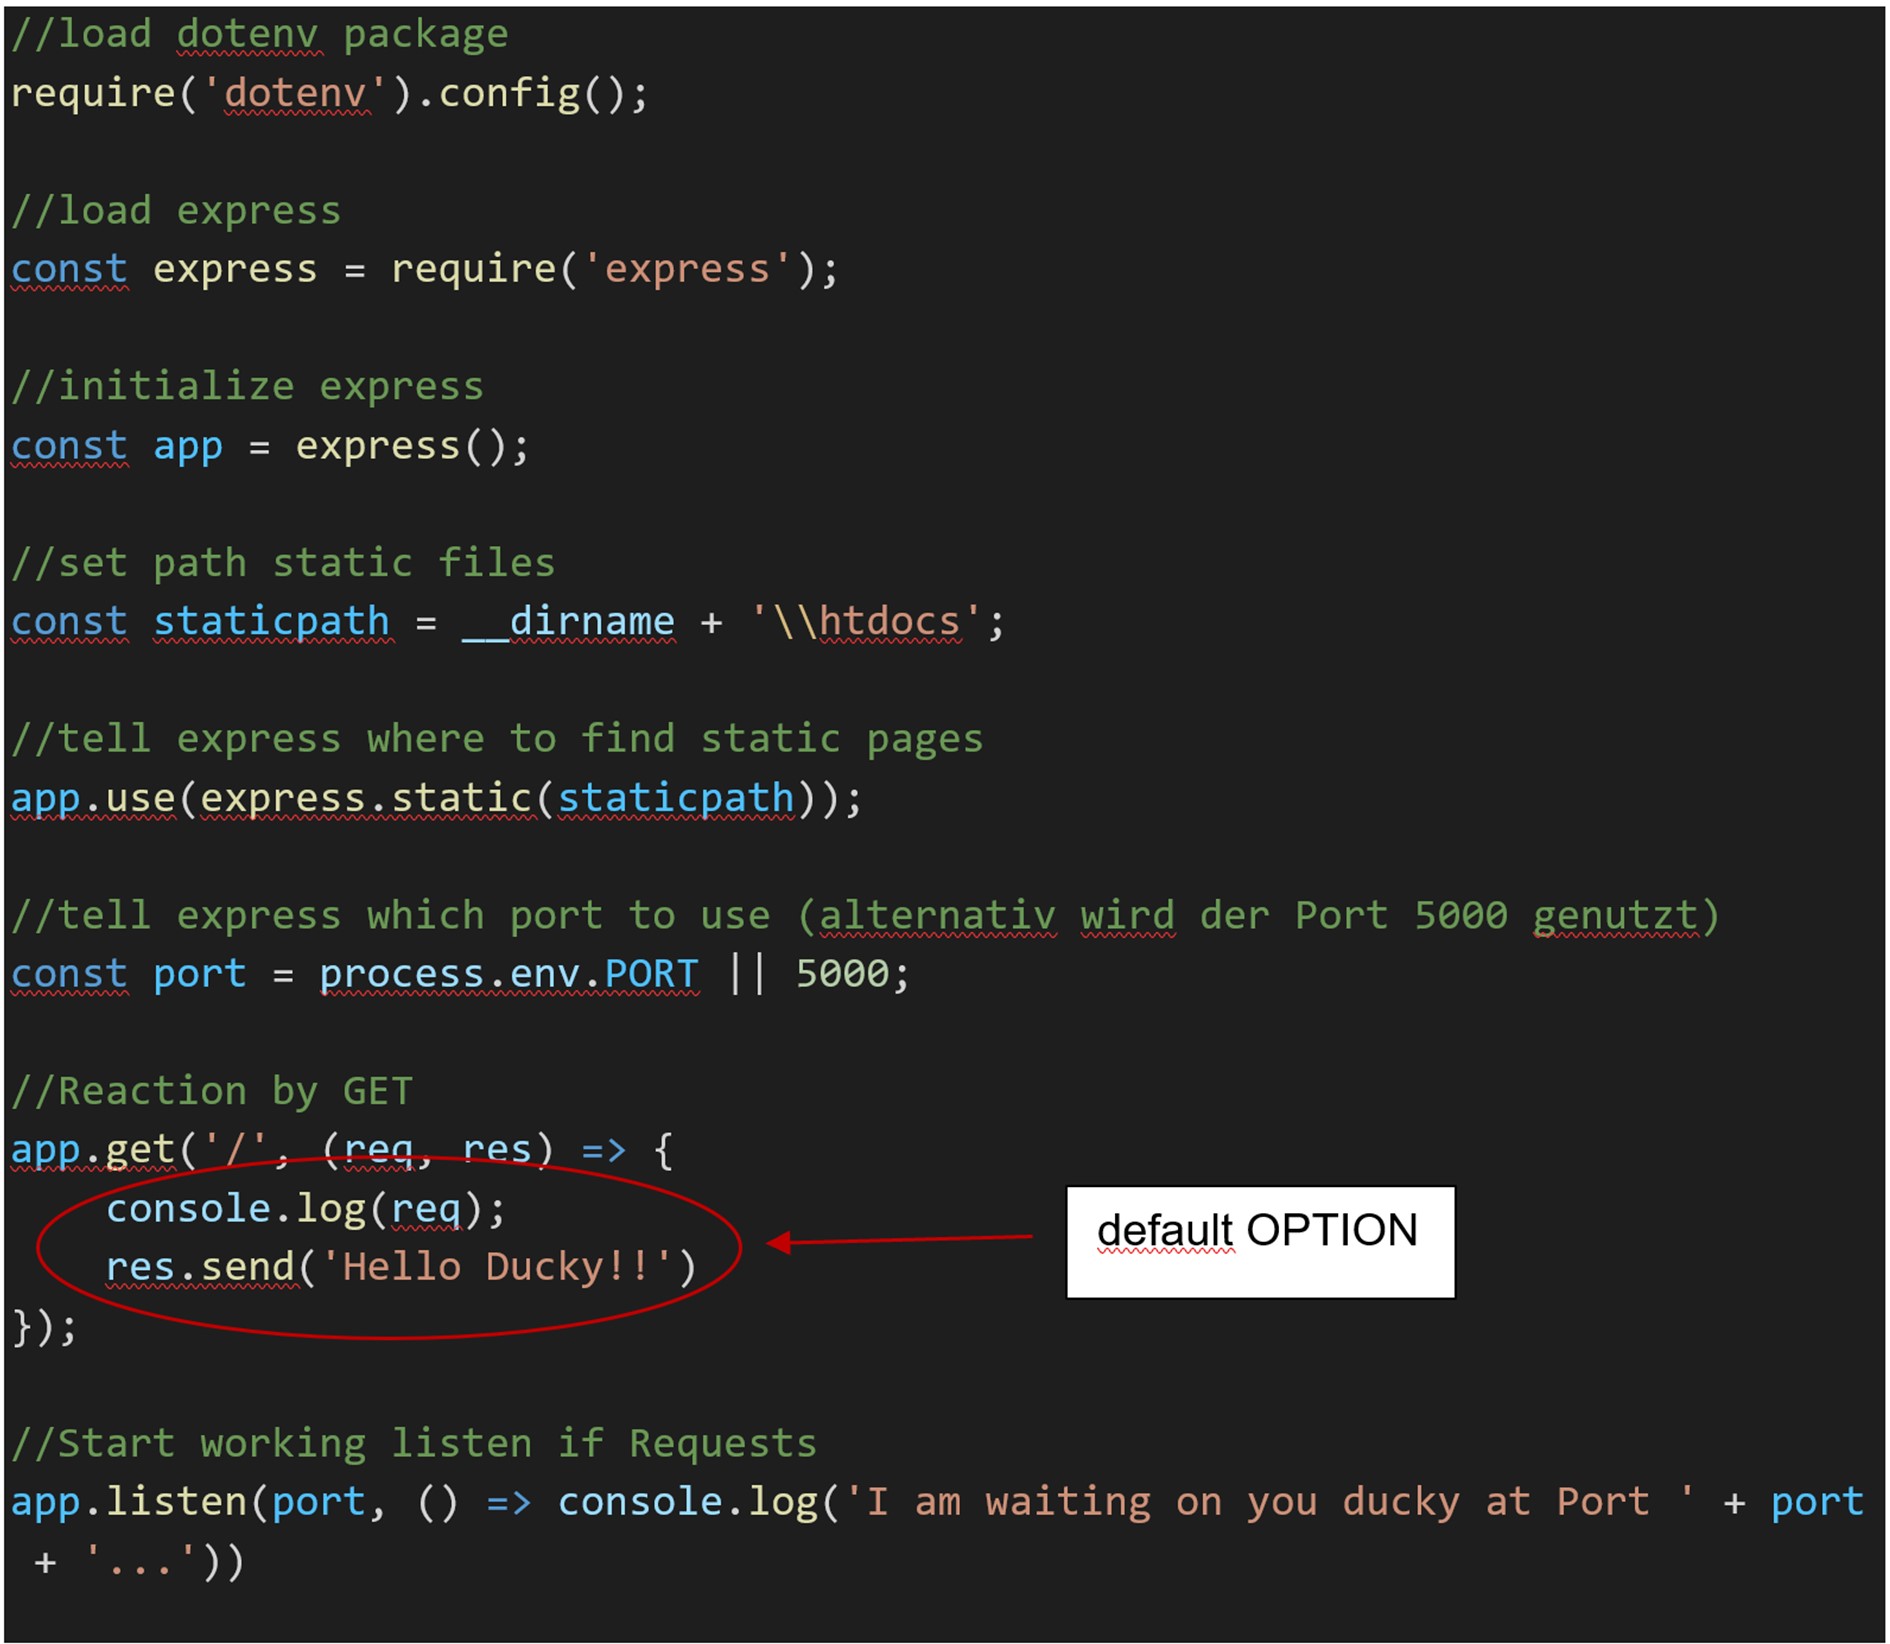 //load dotenv package
require('dotenv').config();
//load express
const express = require('express');
//initialize express
const app = express();
//set path static files
const staticpath = __dirname + '\\htdocs';
//tell express where to find static pages
app.use(express.static(staticpath));
//tell express which port to use (alternativ wird der Port 5000 genutzt)
const port = process.env.PORT || 5000;
//Reaction by GET
app.get('/', (req, res) => {
    console.log(req);
    res.send('Hello Ducky!!')
});
default OPTION
//Start working listen if Requests
app.listen(port, () => console.log('I am waiting on you ducky at Port ' + port
 + '...'))